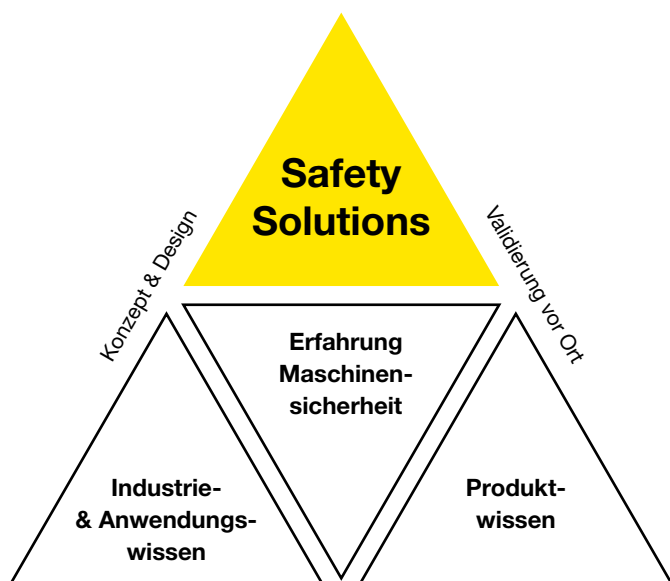 Safety
Solutions
Konzept & Design
Validierung vor Ort
Erfahrung
Maschinen-
sicherheit
Industrie-
& Anwendungs-
wissen
Produkt-
wissen